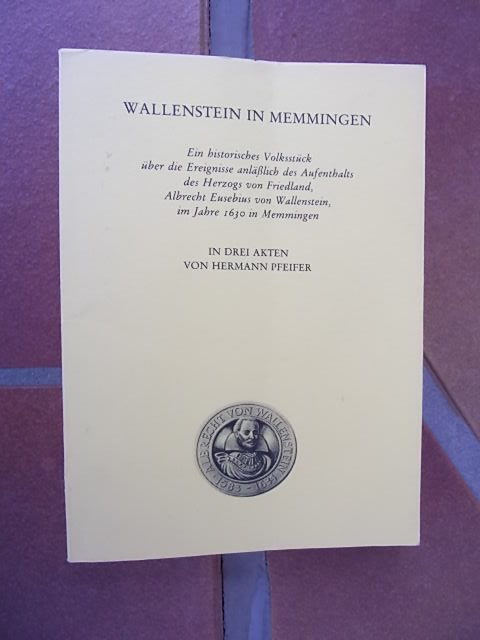 WALLENSTEIN IN MEMMINGEN
Ein historisches Volksstück
über die Ereignisse anläßlich des Aufenthalts
des Herzogs von Friedland,
Albrecht Eusebius von Wallenstein,
im Jahre 1630 in Memmingen
IN DREI AKTEN
VON HERMANN PFEIFER
ALBRECHT VON WALLENSTEIN
1583 - 1634